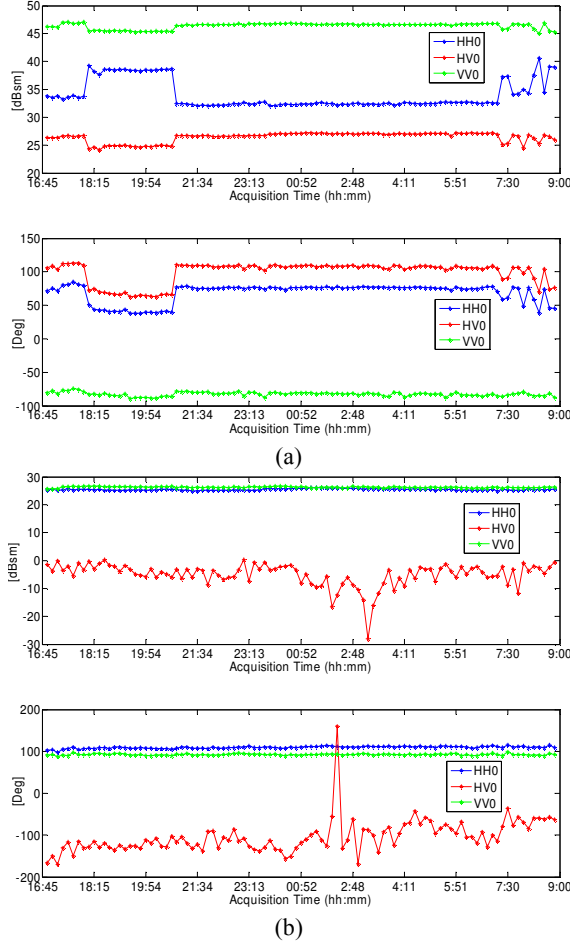 50
45
40
35
30
25
20
[dBsm]
HH0
HV0
VV0
16:45 18:15 19:54 21:34 23:13 00:52 2:48 4:11 5:51 7:30 9:00
Acquisition Time (hh:mm)
150
100
50
0
-50
-100
[Deg]
HH0
HV0
VV0
16:45 18:15 19:54 21:34 23:13 00:52 2:48 4:11 5:51 7:30 9:00
Acquisition Time (hh:mm)
(a)
30
20
10
0
-10
-20
-30
[dBsm]
HH0
HV0
VV0
16:45 18:15 19:54 21:34 23:13 00:52 2:48 4:11 5:51 7:30 9:00
Acquisition Time (hh:mm)
200
100
0
-100
-200
[Deg]
HH0
HV0
VV0
16:45 18:15 19:54 21:34 23:13 00:52 2:48 4:11 5:51 7:30 9:00
Acquisition Time (hh:mm)
(b)